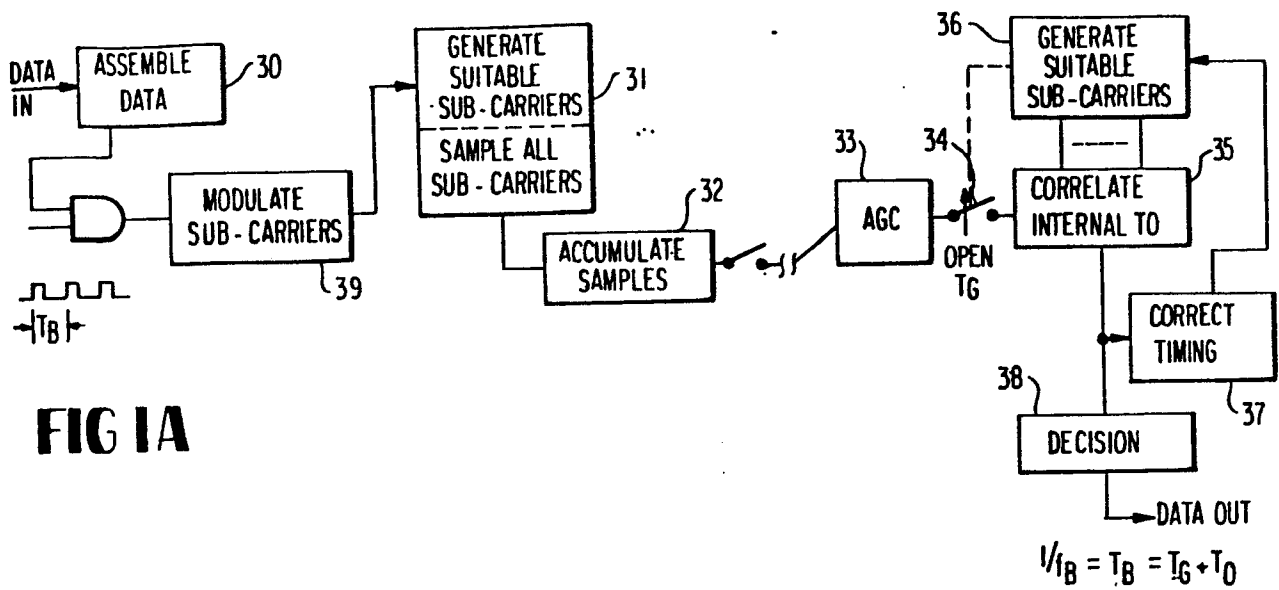 DATA
IN
ASSEMBLE
DATA
30
MODULATE
SUB-CARRIERS
39
TB
GENERATE
SUITABLE
SUB-CARRIERS
SAMPLE ALL
SUB-CARRIERS
31
ACCUMULATE
SAMPLES
32
AGC
33
34
OPEN
TG
GENERATE
SUITABLE
SUB-CARRIERS
36
CORRELATE
INTERNAL TO
35
CORRECT
TIMING
37
DECISION
38
DATA OUT
1/fB = TB = TG + TO
FIG 1A